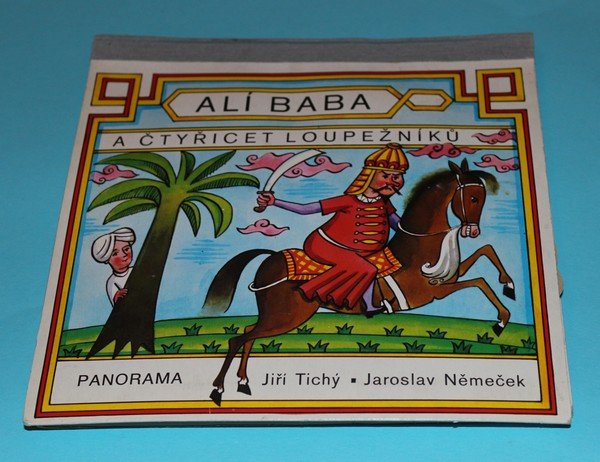 ALÍ BABA
A ČTYŘICET LOUPEŽNÍKŮ
PANORAMA Jiří Tichý ▪ Jaroslav Němeček